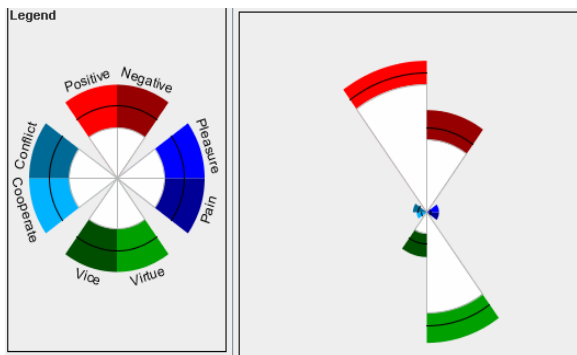 Legend
Positive
Negative
Conflict
Pleasure
Cooperate
Pain
Vice
Virtue